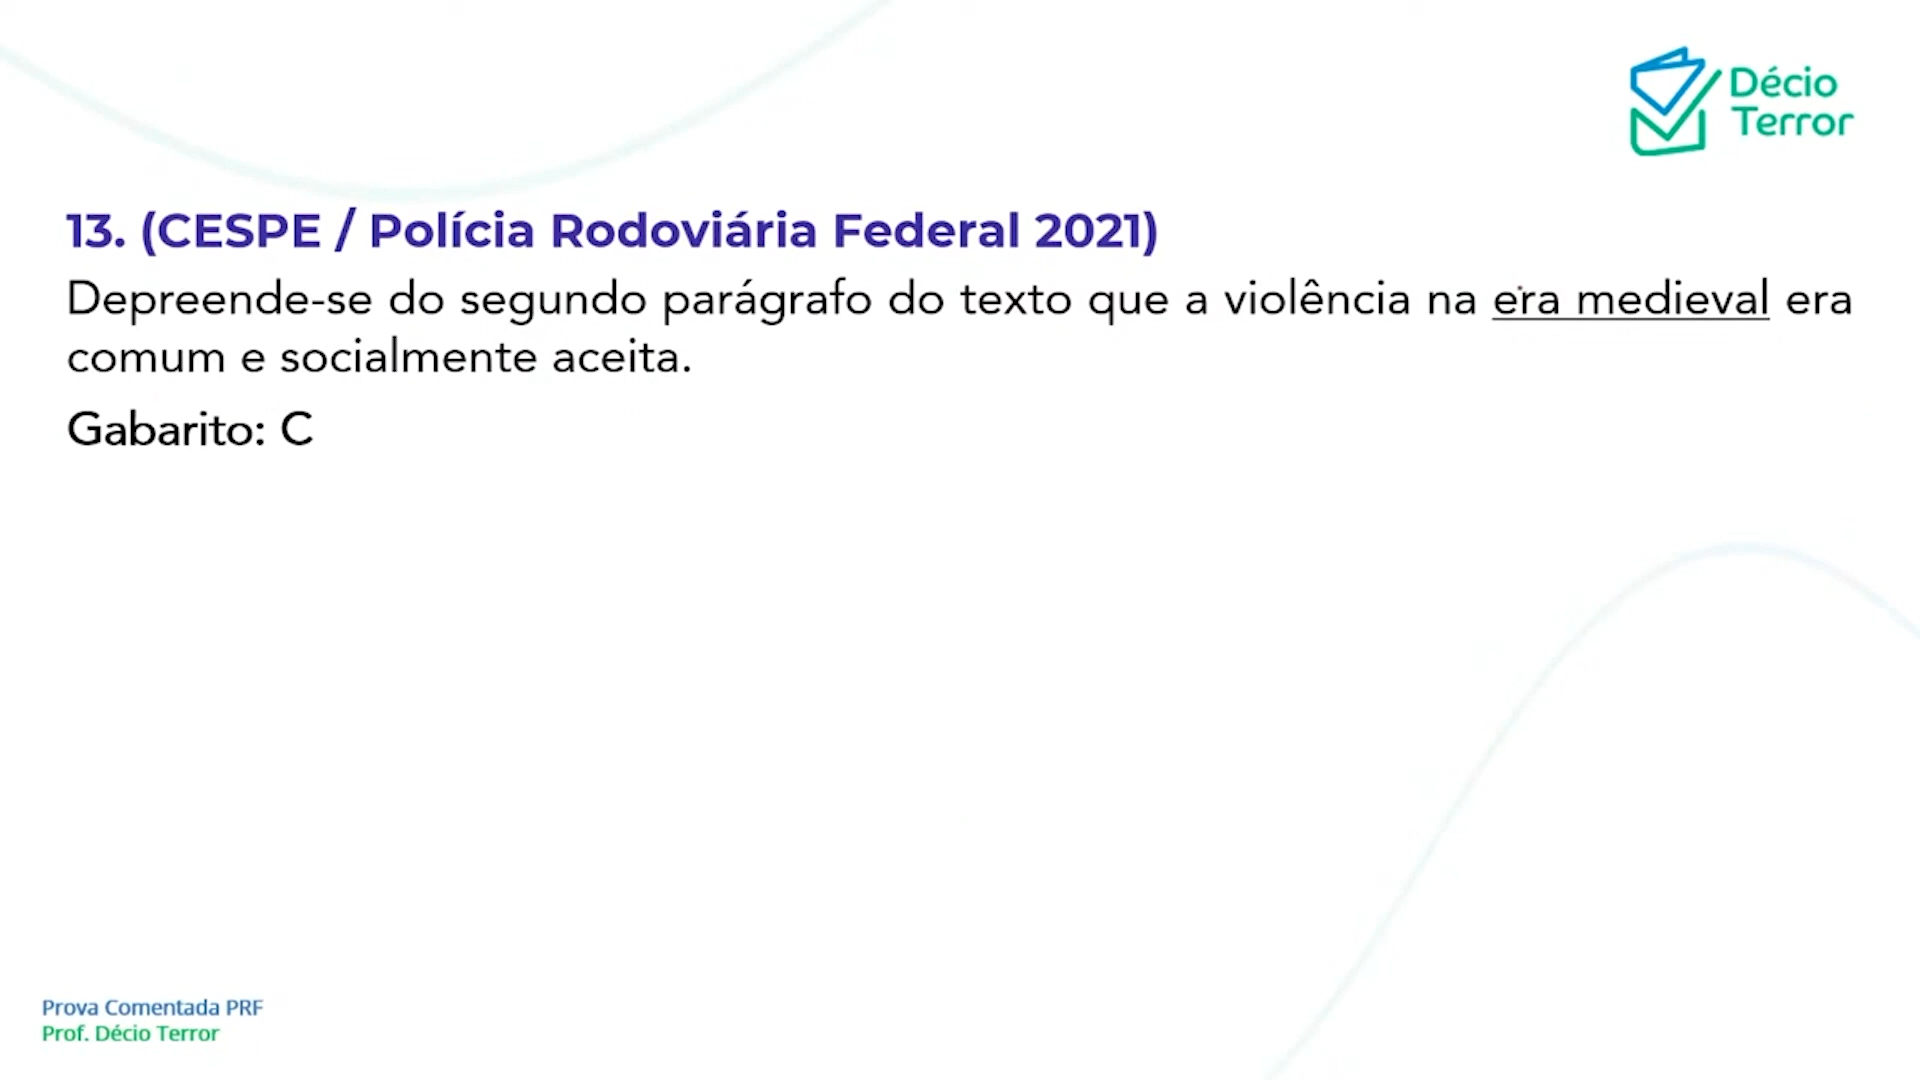 Décio
Terror
13. (CESPE / Polícia Rodoviária Federal 2021)
Depreende-se do segundo parágrafo do texto que a violência na era medieval era
comum e socialmente aceita.
Gabarito: C
Prova Comentada PRF
Prof. Décio Terror